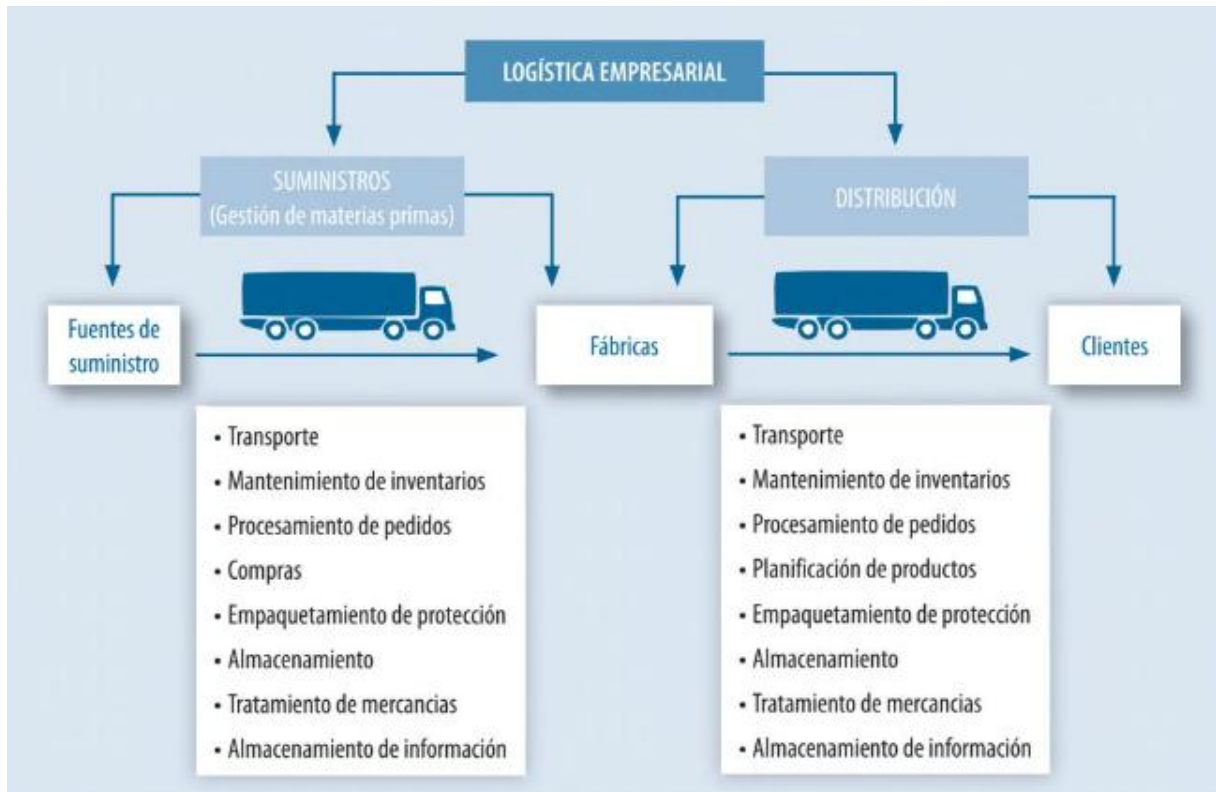 LOGÍSTICA EMPRESARIAL
SUMINISTROS
(Gestión de materias primas)
DISTRIBUCIÓN
Fuentes de
suministro
Fábricas
Clientes
• Transporte
• Mantenimiento de inventarios
• Procesamiento de pedidos
• Compras
• Empaquetamiento de protección
• Almacenamiento
• Tratamiento de mercancias
• Almacenamiento de información
• Transporte
• Mantenimiento de inventarios
• Procesamiento de pedidos
• Planificación de productos
• Empaquetamiento de protección
• Almacenamiento
• Tratamiento de mercancias
• Almacenamiento de información